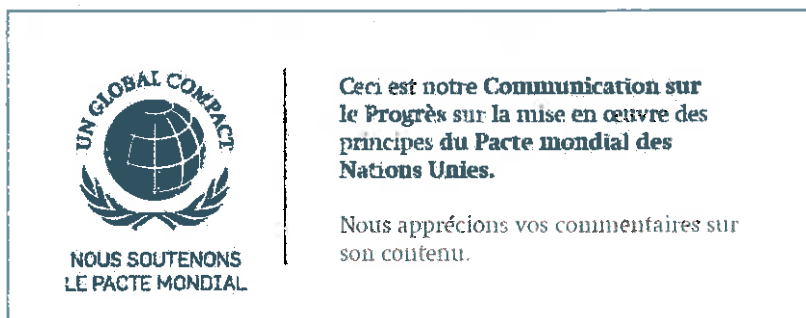 UN GLOBAL COMPACT
NOUS SOUTENONS
LE PACTE MONDIAL
Ceci est notre Communication sur
le Progrès sur la mise en œuvre des
principes du Pacte mondial des
Nations Unies.
Nous apprécions vos commentaires sur
son contenu.